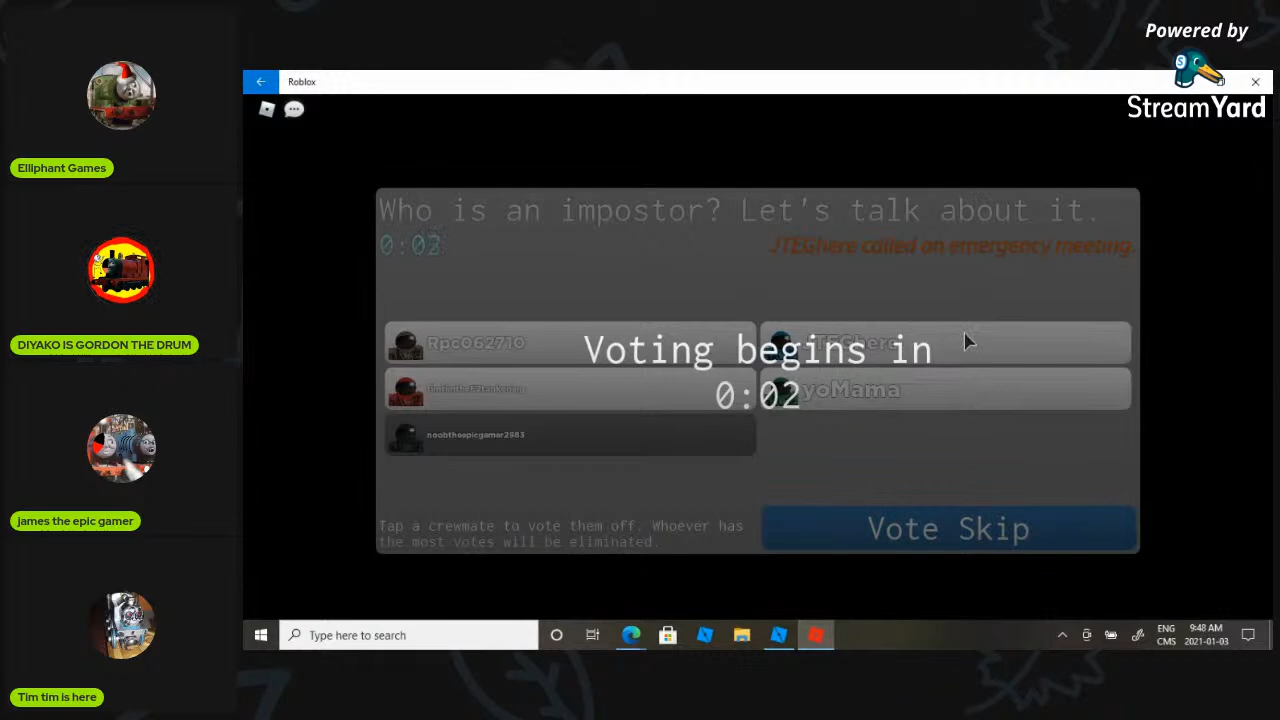 Powered by
StreamYard
Elliphant Games
DIYAKO IS GORDON THE DRUM
james the epic gamer
Tim tim is here
Roblox
Who is an impostor? Let's talk about it.
0:02
JTEGhere called an emergency meeting.
Rpc062710
JTEGhere
Voting begins in
0:02
yoMama
noobtheepicgamer2983
Tap a crewmate to vote them off. Whoever has
the most votes will be eliminated.
Vote Skip
Type here to search
ENG
CMS
9:48 AM
2021-01-03